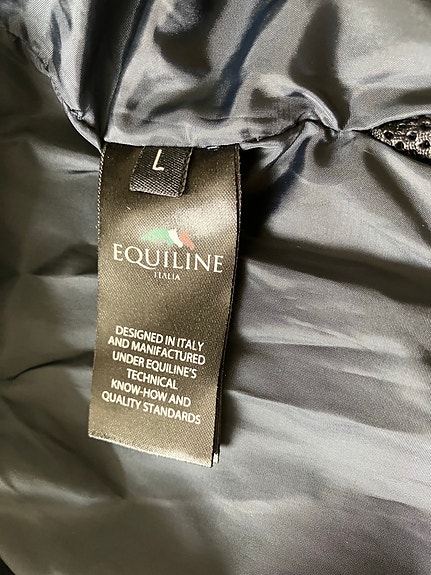 L
EQUILINE
ITALIA
DESIGNED IN ITALY
AND MANIFACTURED
UNDER EQUILINE'S
TECHNICAL
KNOW-HOW AND
QUALITY STANDARDS